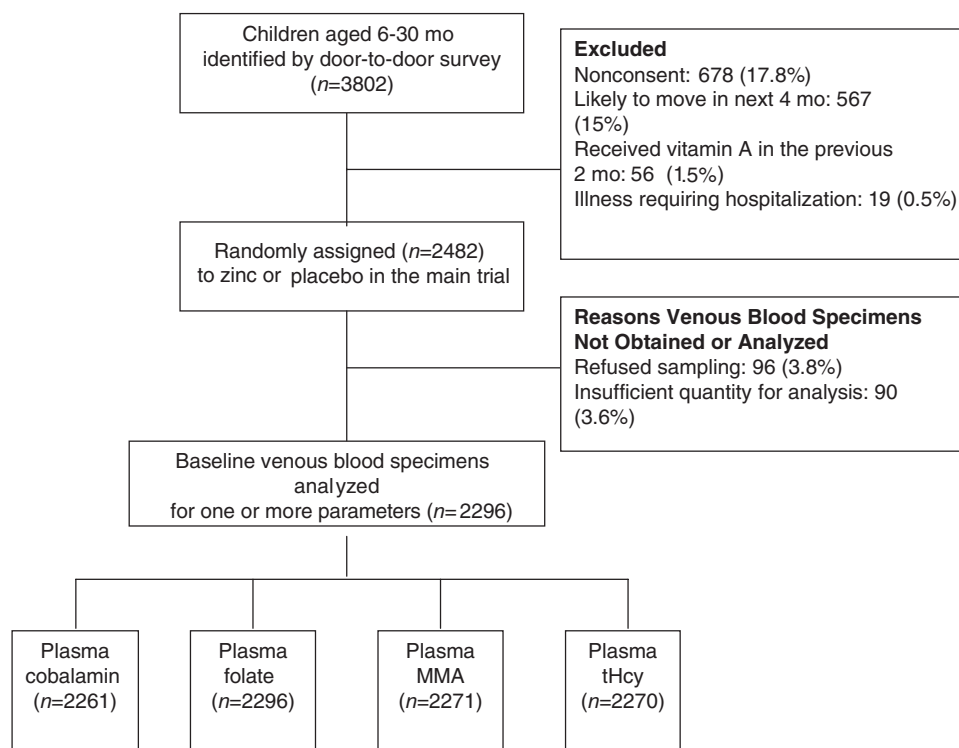 Children aged 6-30 mo
identified by door-to-door survey
(n=3802)
Excluded
Nonconsent: 678 (17.8%)
Likely to move in next 4 mo: 567
(15%)
Received vitamin A in the previous
2 mo: 56 (1.5%)
Illness requiring hospitalization: 19 (0.5%)
Randomly assigned (n=2482)
to zinc or placebo in the main trial
Reasons Venous Blood Specimens
Not Obtained or Analyzed
Refused sampling: 96 (3.8%)
Insufficient quantity for analysis: 90
(3.6%)
Baseline venous blood specimens
analyzed
for one or more parameters (n=2296)
Plasma
cobalamin
(n=2261)
Plasma
folate
(n=2296)
Plasma
MMA
(n=2271)
Plasma
tHcy
(n=2270)